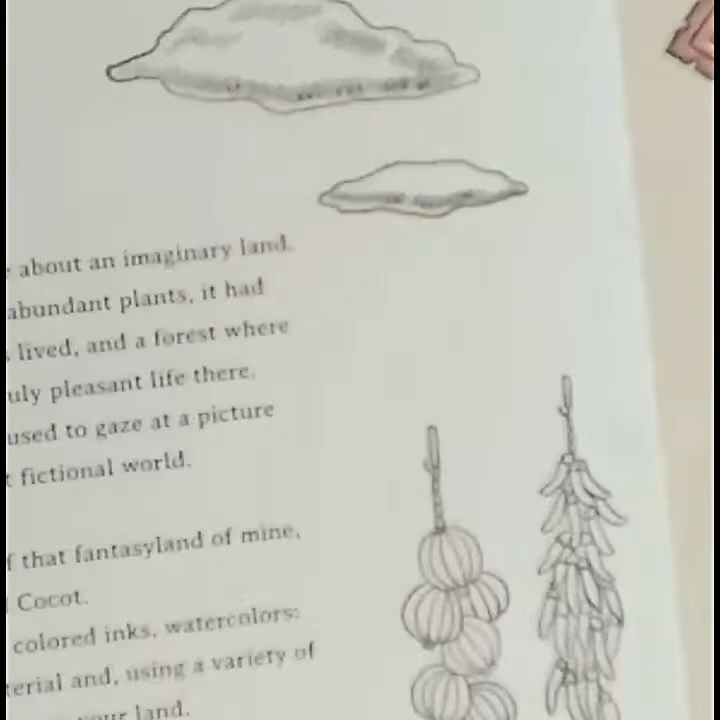 about an imaginary land.
abundant plants, it had
lived, and a forest where
uly pleasant life there.
used to gaze at a picture
t fictional world.
f that fantasyland of mine,
Cocot.
colored inks, watercolors:
terial and, using a variety of
your land.